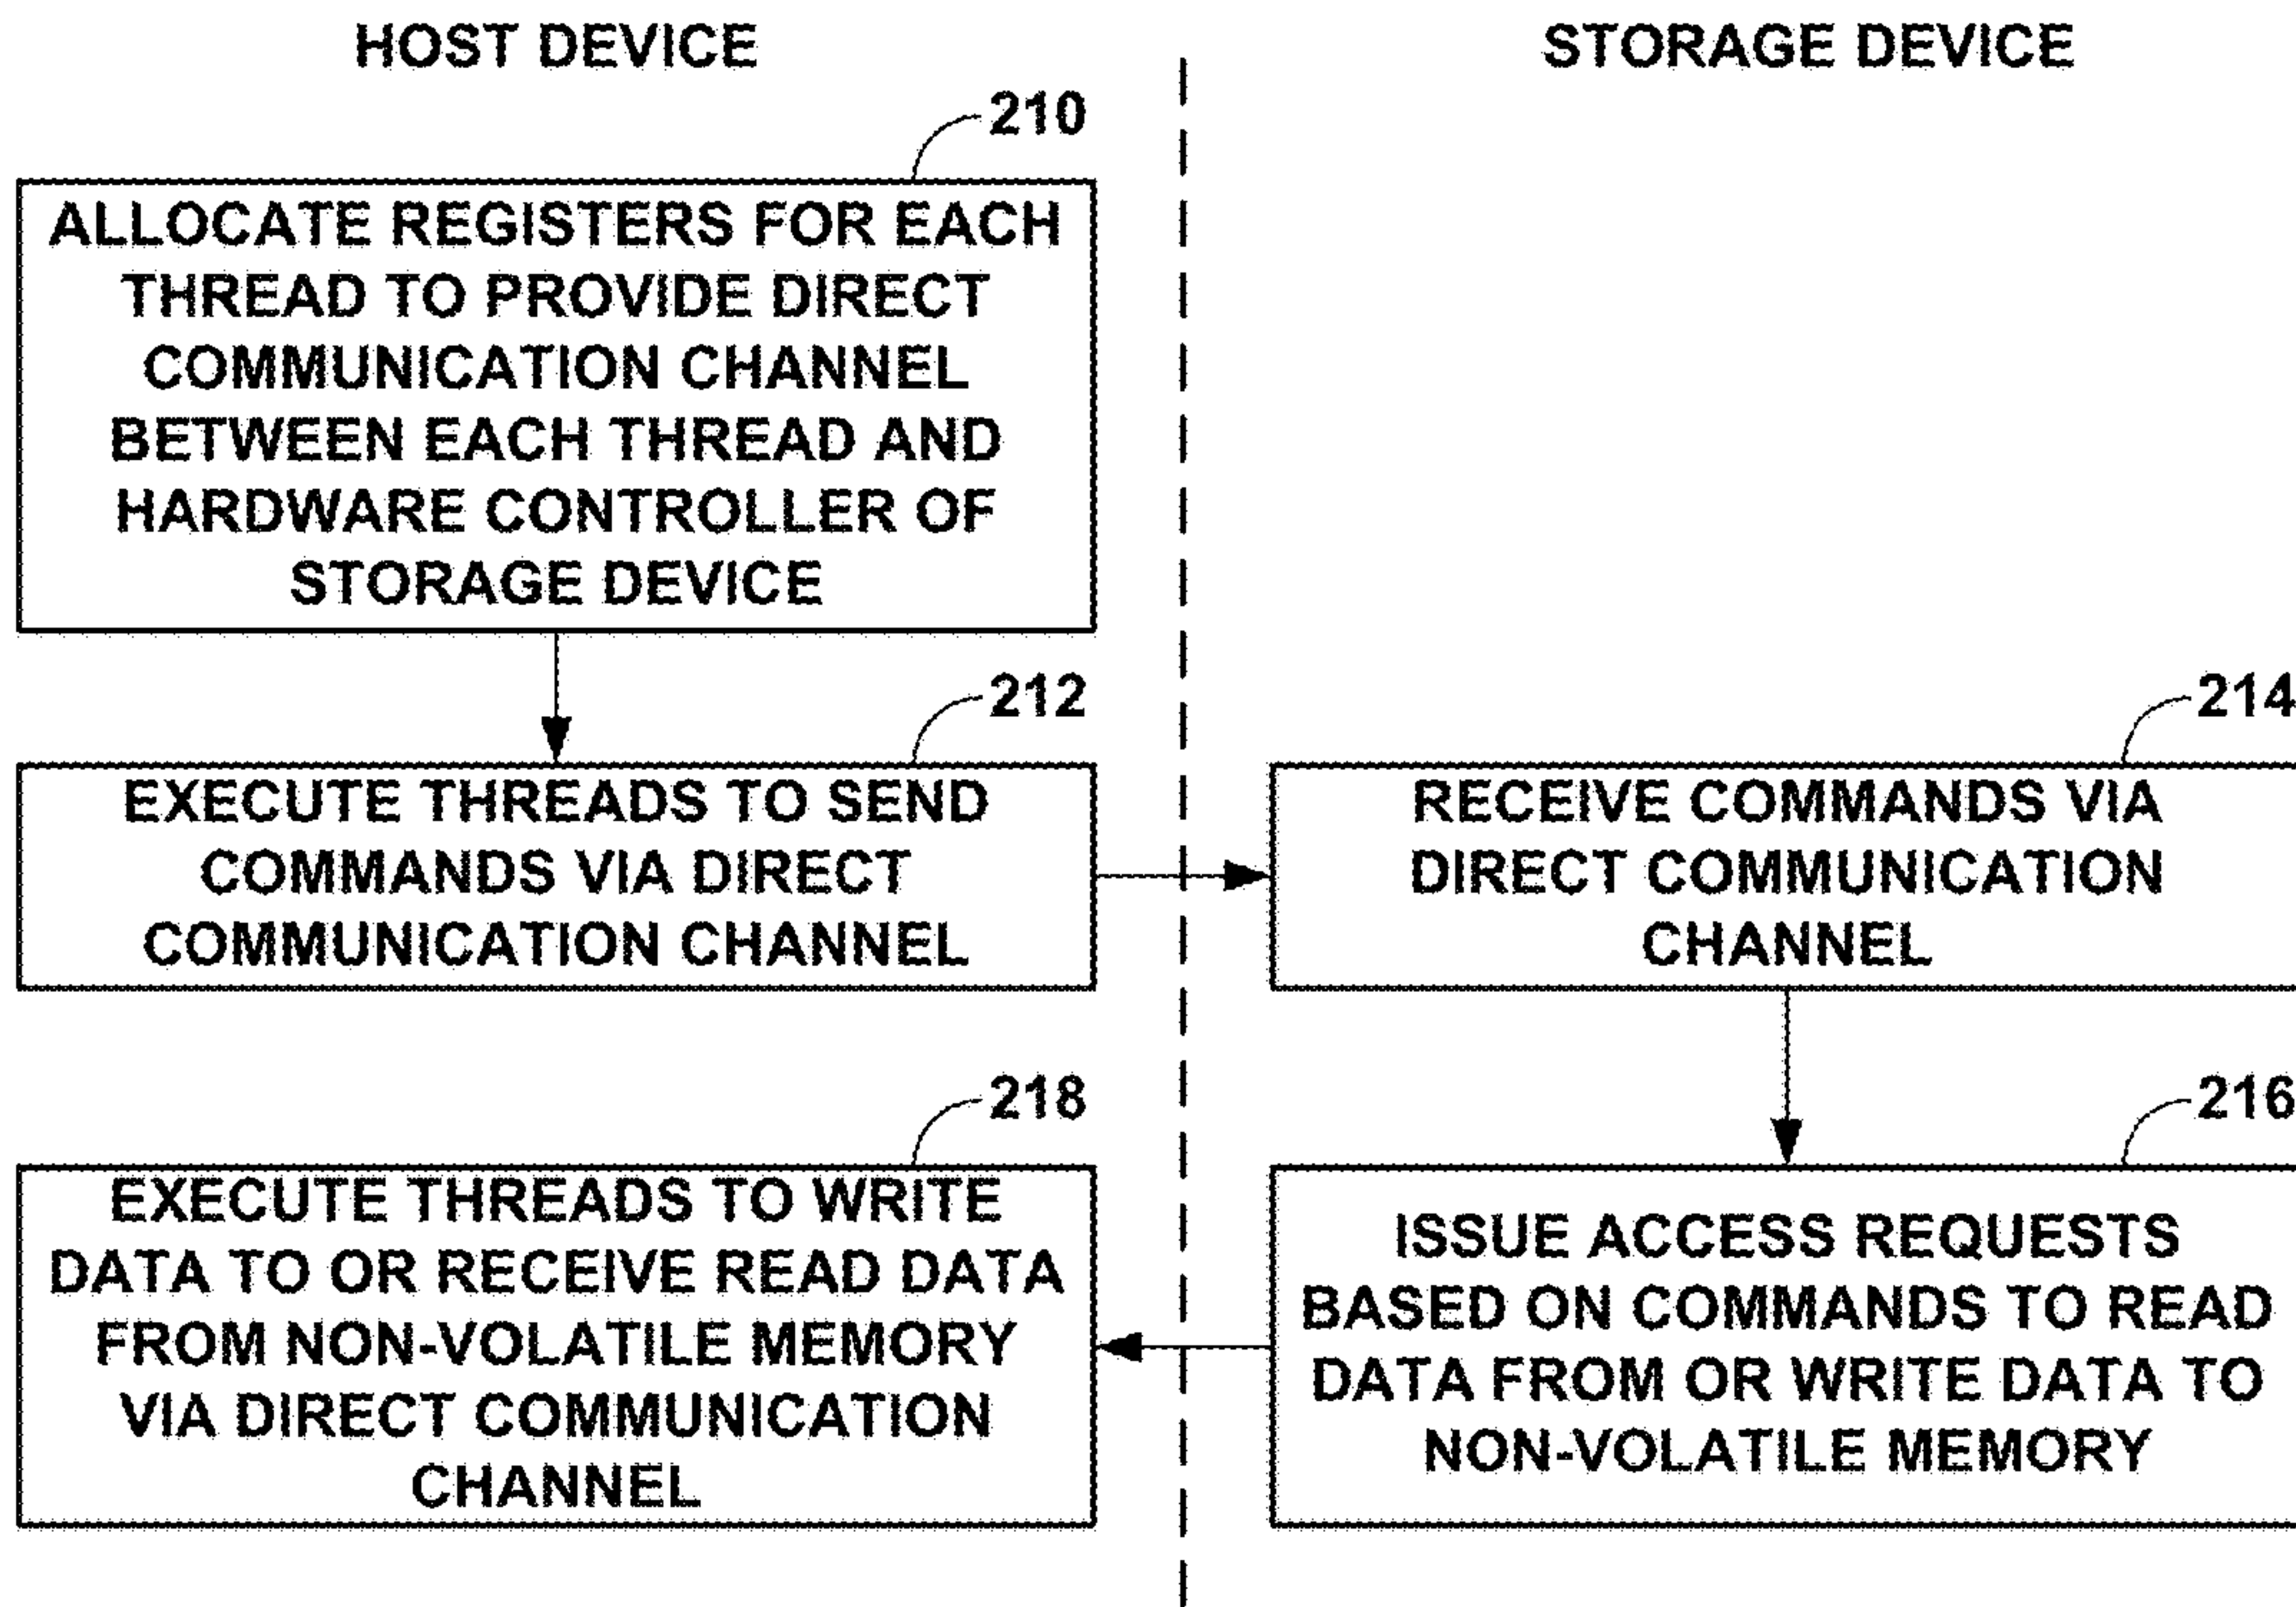 HOST DEVICE
STORAGE DEVICE
210
ALLOCATE REGISTERS FOR EACH
THREAD TO PROVIDE DIRECT
COMMUNICATION CHANNEL
BETWEEN EACH THREAD AND
HARDWARE CONTROLLER OF
STORAGE DEVICE
212
EXECUTE THREADS TO SEND
COMMANDS VIA DIRECT
COMMUNICATION CHANNEL
214
RECEIVE COMMANDS VIA
DIRECT COMMUNICATION
CHANNEL
216
ISSUE ACCESS REQUESTS
BASED ON COMMANDS TO READ
DATA FROM OR WRITE DATA TO
NON-VOLATILE MEMORY
218
EXECUTE THREADS TO WRITE
DATA TO OR RECEIVE READ DATA
FROM NON-VOLATILE MEMORY
VIA DIRECT COMMUNICATION
CHANNEL